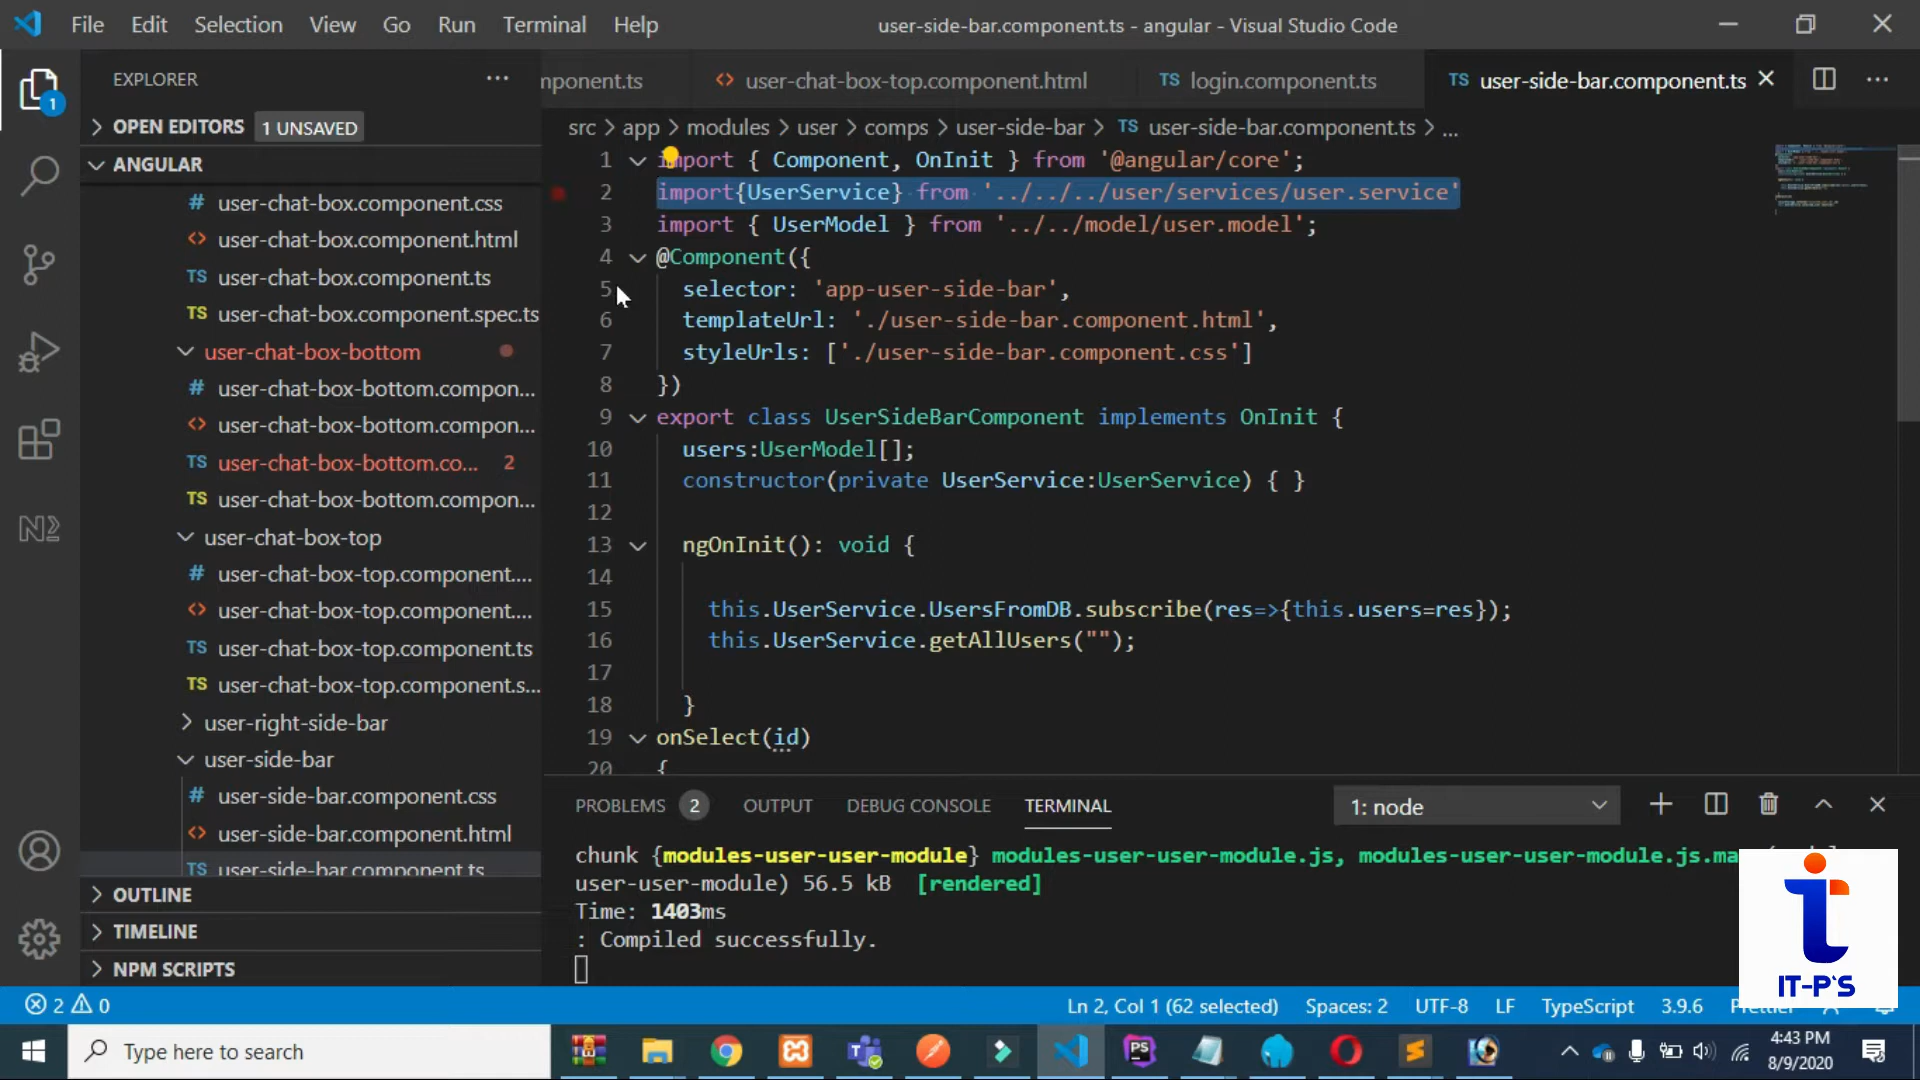 File Edit Selection View Go Run Terminal Help
user-side-bar.component.ts - angular - Visual Studio Code
EXPLORER
OPEN EDITORS 1 UNSAVED
ANGULAR
user-chat-box.component.css
user-chat-box.component.html
user-chat-box.component.ts
user-chat-box.component.spec.ts
user-chat-box-bottom
user-chat-box-bottom.compon...
user-chat-box-bottom.compon...
user-chat-box-bottom.co... 2
user-chat-box-bottom.compon...
user-chat-box-top
user-chat-box-top.component....
user-chat-box-top.component....
TS user-chat-box-top.component.ts
TS user-chat-box-top.component.s...
user-right-side-bar
user-side-bar
# user-side-bar.component.css
user-side-bar.component.html
TS user-side-bar.component.ts
OUTLINE
TIMELINE
NPM SCRIPTS
mponent.ts
user-chat-box-top.component.html
TS login.component.ts
TS user-side-bar.component.ts
src > app > modules > user > comps > user-side-bar > TS user-side-bar.component.ts > ...
1 import { Component, OnInit } from '@angular/core';
2 import{UserService} from '../../../user/services/user.service'
3 import { UserModel } from '../../model/user.model';
4 @Component({
5 selector: 'app-user-side-bar',
6 templateUrl: './user-side-bar.component.html',
7 styleUrls: ['./user-side-bar.component.css']
8 })
9 export class UserSideBarComponent implements OnInit {
10 users:UserModel[];
11 constructor(private UserService:UserService) { }
12
13 ngOnInit(): void {
14
15 this.UserService.UsersFromDB.subscribe(res=>{this.users=res});
16 this.UserService.getAllUsers("");
17
18 }
19 onSelect(id)
20 {
PROBLEMS 2 OUTPUT DEBUG CONSOLE TERMINAL 1: node
chunk {modules-user-user-module} modules-user-user-module.js, modules-user-user-module.js.ma
user-user-module) 56.5 kB [rendered]
Time: 1403ms
: Compiled successfully.
IT-P'S
2 0
Ln 2, Col 1 (62 selected) Spaces: 2 UTF-8 LF TypeScript 3.9.6 Prettier
Type here to search
4:43 PM
8/9/2020